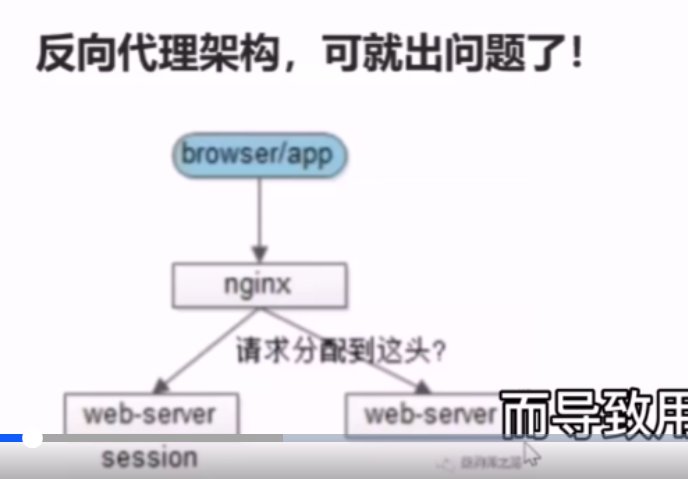 反向代理架构，可就出问题了！
browser/app
nginx
请求分配到这头?
web-server
web-server
而导致用
session